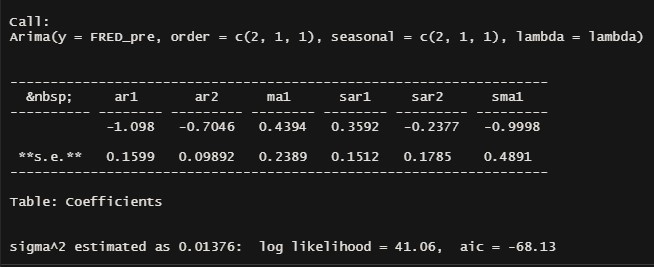 Call:
Arima(y = FRED_pre, order = c(2, 1, 1), seasonal = c(2, 1, 1), lambda = lambda)
-----------------------------------------------------------------
&nbsp; ar1 ar2 ma1 sar1 sar2 sma1
---------- -------- --------- -------- -------- --------- ---------
-1.098 -0.7046 0.4394 0.3592 -0.2377 -0.9998
**s.e.** 0.1599 0.09892 0.2389 0.1512 0.1785 0.4891
-----------------------------------------------------------------
Table: Coefficients
sigma^2 estimated as 0.01376: log likelihood = 41.06, aic = -68.13